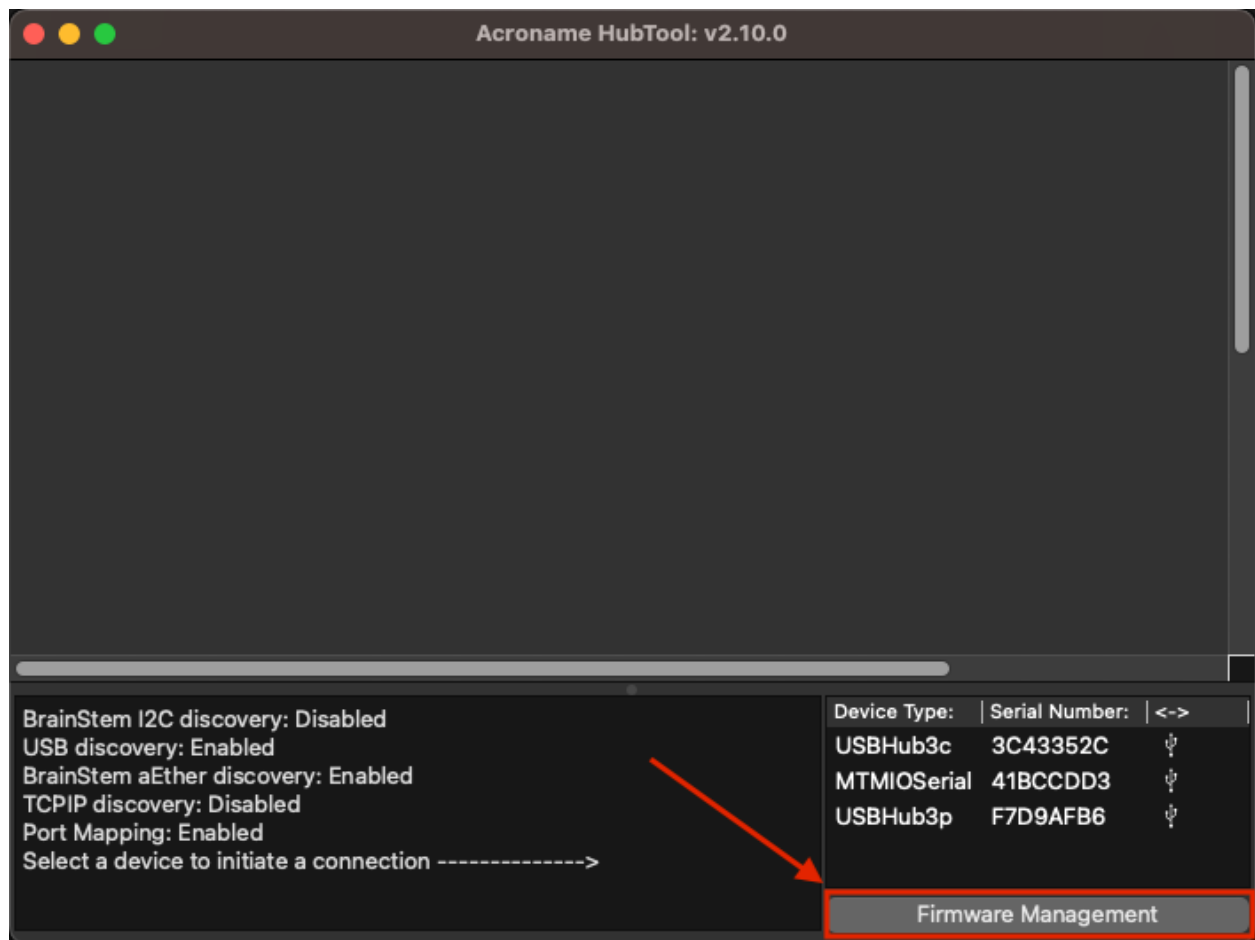 Acroname HubTool: v2.10.0
BrainStem I2C discovery: Disabled
USB discovery: Enabled
BrainStem aEther discovery: Enabled
TCPIP discovery: Disabled
Port Mapping: Enabled
Select a device to initiate a connection -------------->
Device Type: Serial Number: <->
USBHub3c 3C43352C
MTMIOSerial 41BCCDD3
USBHub3p F7D9AFB6
Firmware Management